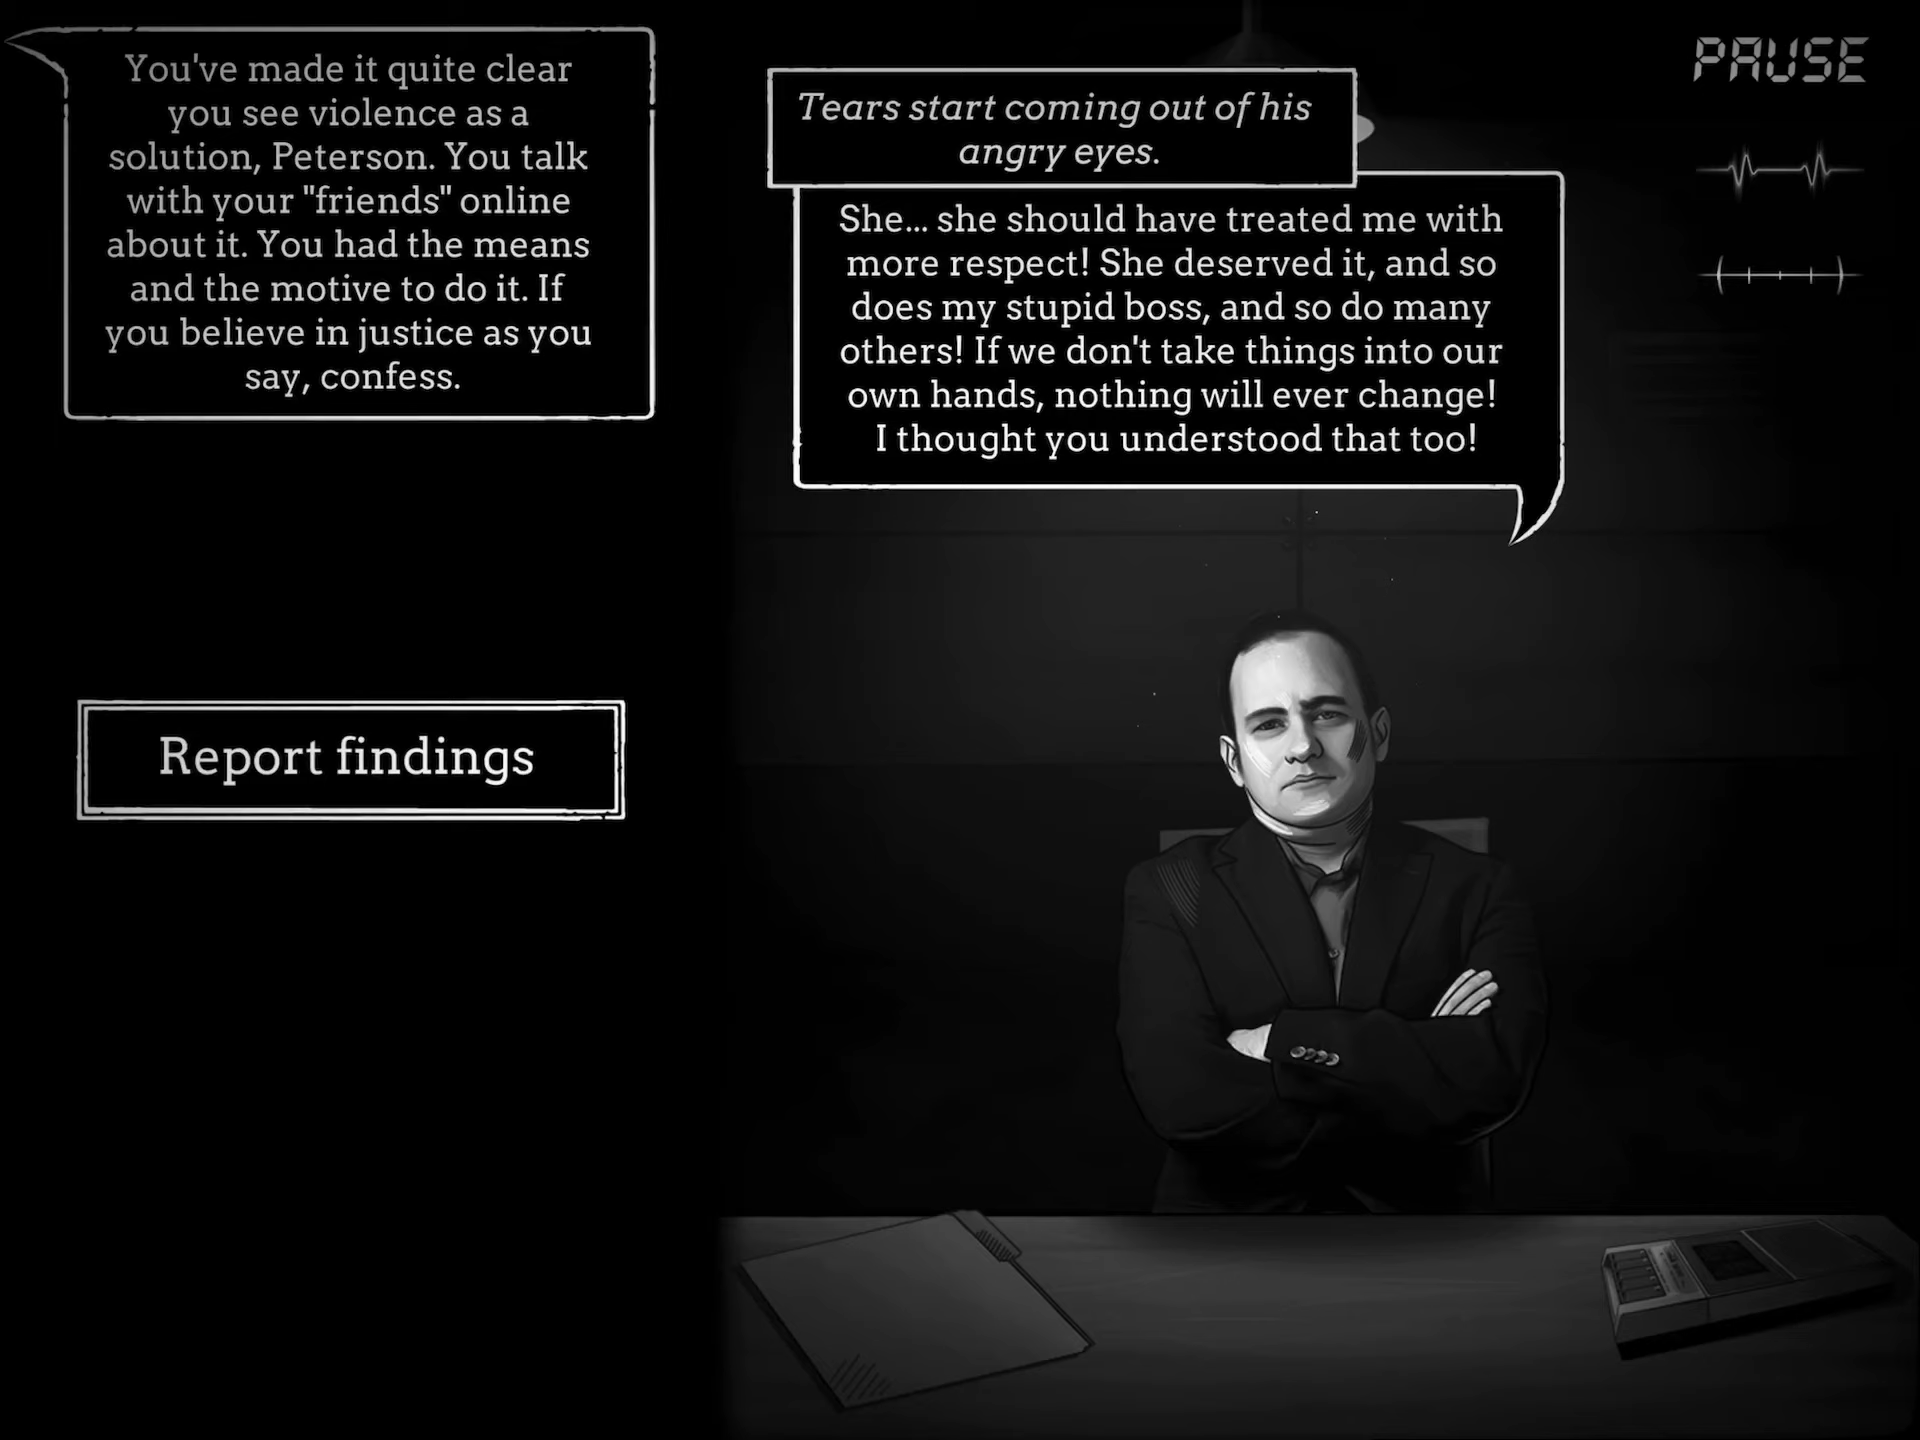 You've made it quite clear
you see violence as a
solution, Peterson. You talk
with your "friends" online
about it. You had the means
and the motive to do it. If
you believe in justice as you
say, confess.
Tears start coming out of his
angry eyes.
She... she should have treated me with
more respect! She deserved it, and so
does my stupid boss, and so do many
others! If we don't take things into our
own hands, nothing will ever change!
I thought you understood that too!
PAUSE
Report findings